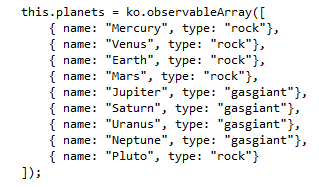 this.planets = ko.observableArray([
    { name: "Mercury", type: "rock"},
    { name: "Venus", type: "rock"},
    { name: "Earth", type: "rock"},
    { name: "Mars", type: "rock"},
    { name: "Jupiter", type: "gasgiant"},
    { name: "Saturn", type: "gasgiant"},
    { name: "Uranus", type: "gasgiant"},
    { name: "Neptune", type: "gasgiant"},
    { name: "Pluto", type: "rock"}
]);